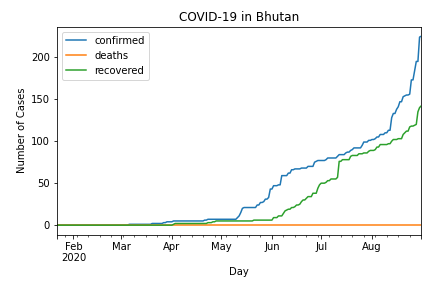 COVID-19 in Bhutan
confirmed
deaths
recovered
Number of Cases
200
150
100
50
0
Feb Mar Apr May Jun Jul Aug
2020
Day